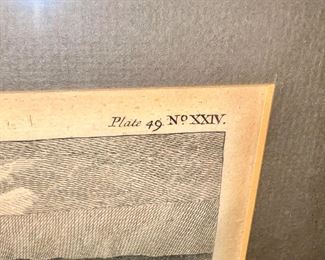 Plate 49 No XXIV.